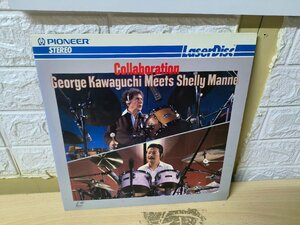 PIONEER
STEREO
LaserDisc
Collaboration
George Kawaguchi Meets Shelly Manne